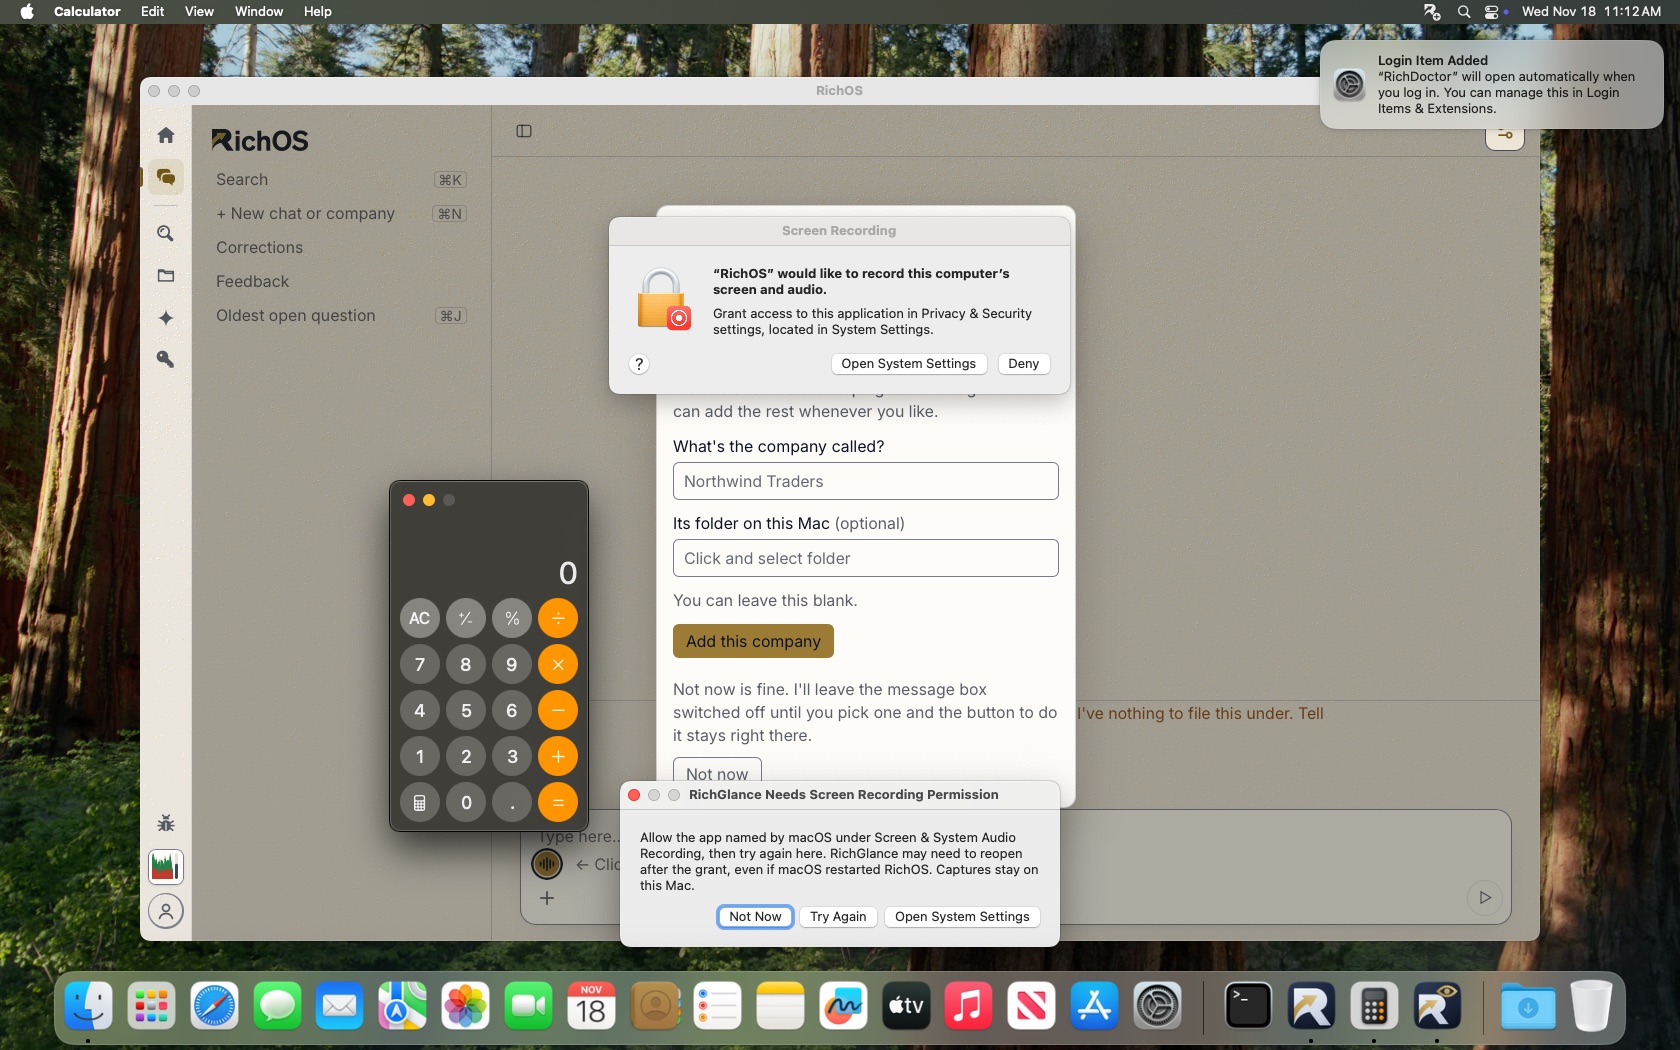 Calculator Edit View Window Help
Wed Nov 18 11:12 AM
Login Item Added
“RichDoctor” will open automatically when
you log in. You can manage this in Login
Items & Extensions.
RichOS
RichOS
Search ⌘K
+ New chat or company ⌘N
Corrections
Feedback
Oldest open question ⌘J
Screen Recording
“RichOS” would like to record this computer’s
screen and audio.
Grant access to this application in Privacy & Security
settings, located in System Settings.
?
Open System Settings
Deny
can add the rest whenever you like.
What's the company called?
Northwind Traders
Its folder on this Mac (optional)
Click and select folder
You can leave this blank.
Add this company
Not now is fine. I'll leave the message box
switched off until you pick one and the button to do
it stays right there.
Not now
I've nothing to file this under. Tell
0
AC +⁄- % ÷
7 8 9 ×
4 5 6 −
1 2 3 +
0 . =
Type here..
←
RichGlance Needs Screen Recording Permission
Allow the app named by macOS under Screen & System Audio
Recording, then try again here. RichGlance may need to reopen
after the grant, even if macOS restarted RichOS. Captures stay on
this Mac.
Not Now
Try Again
Open System Settings
NOV
18
tv
>_